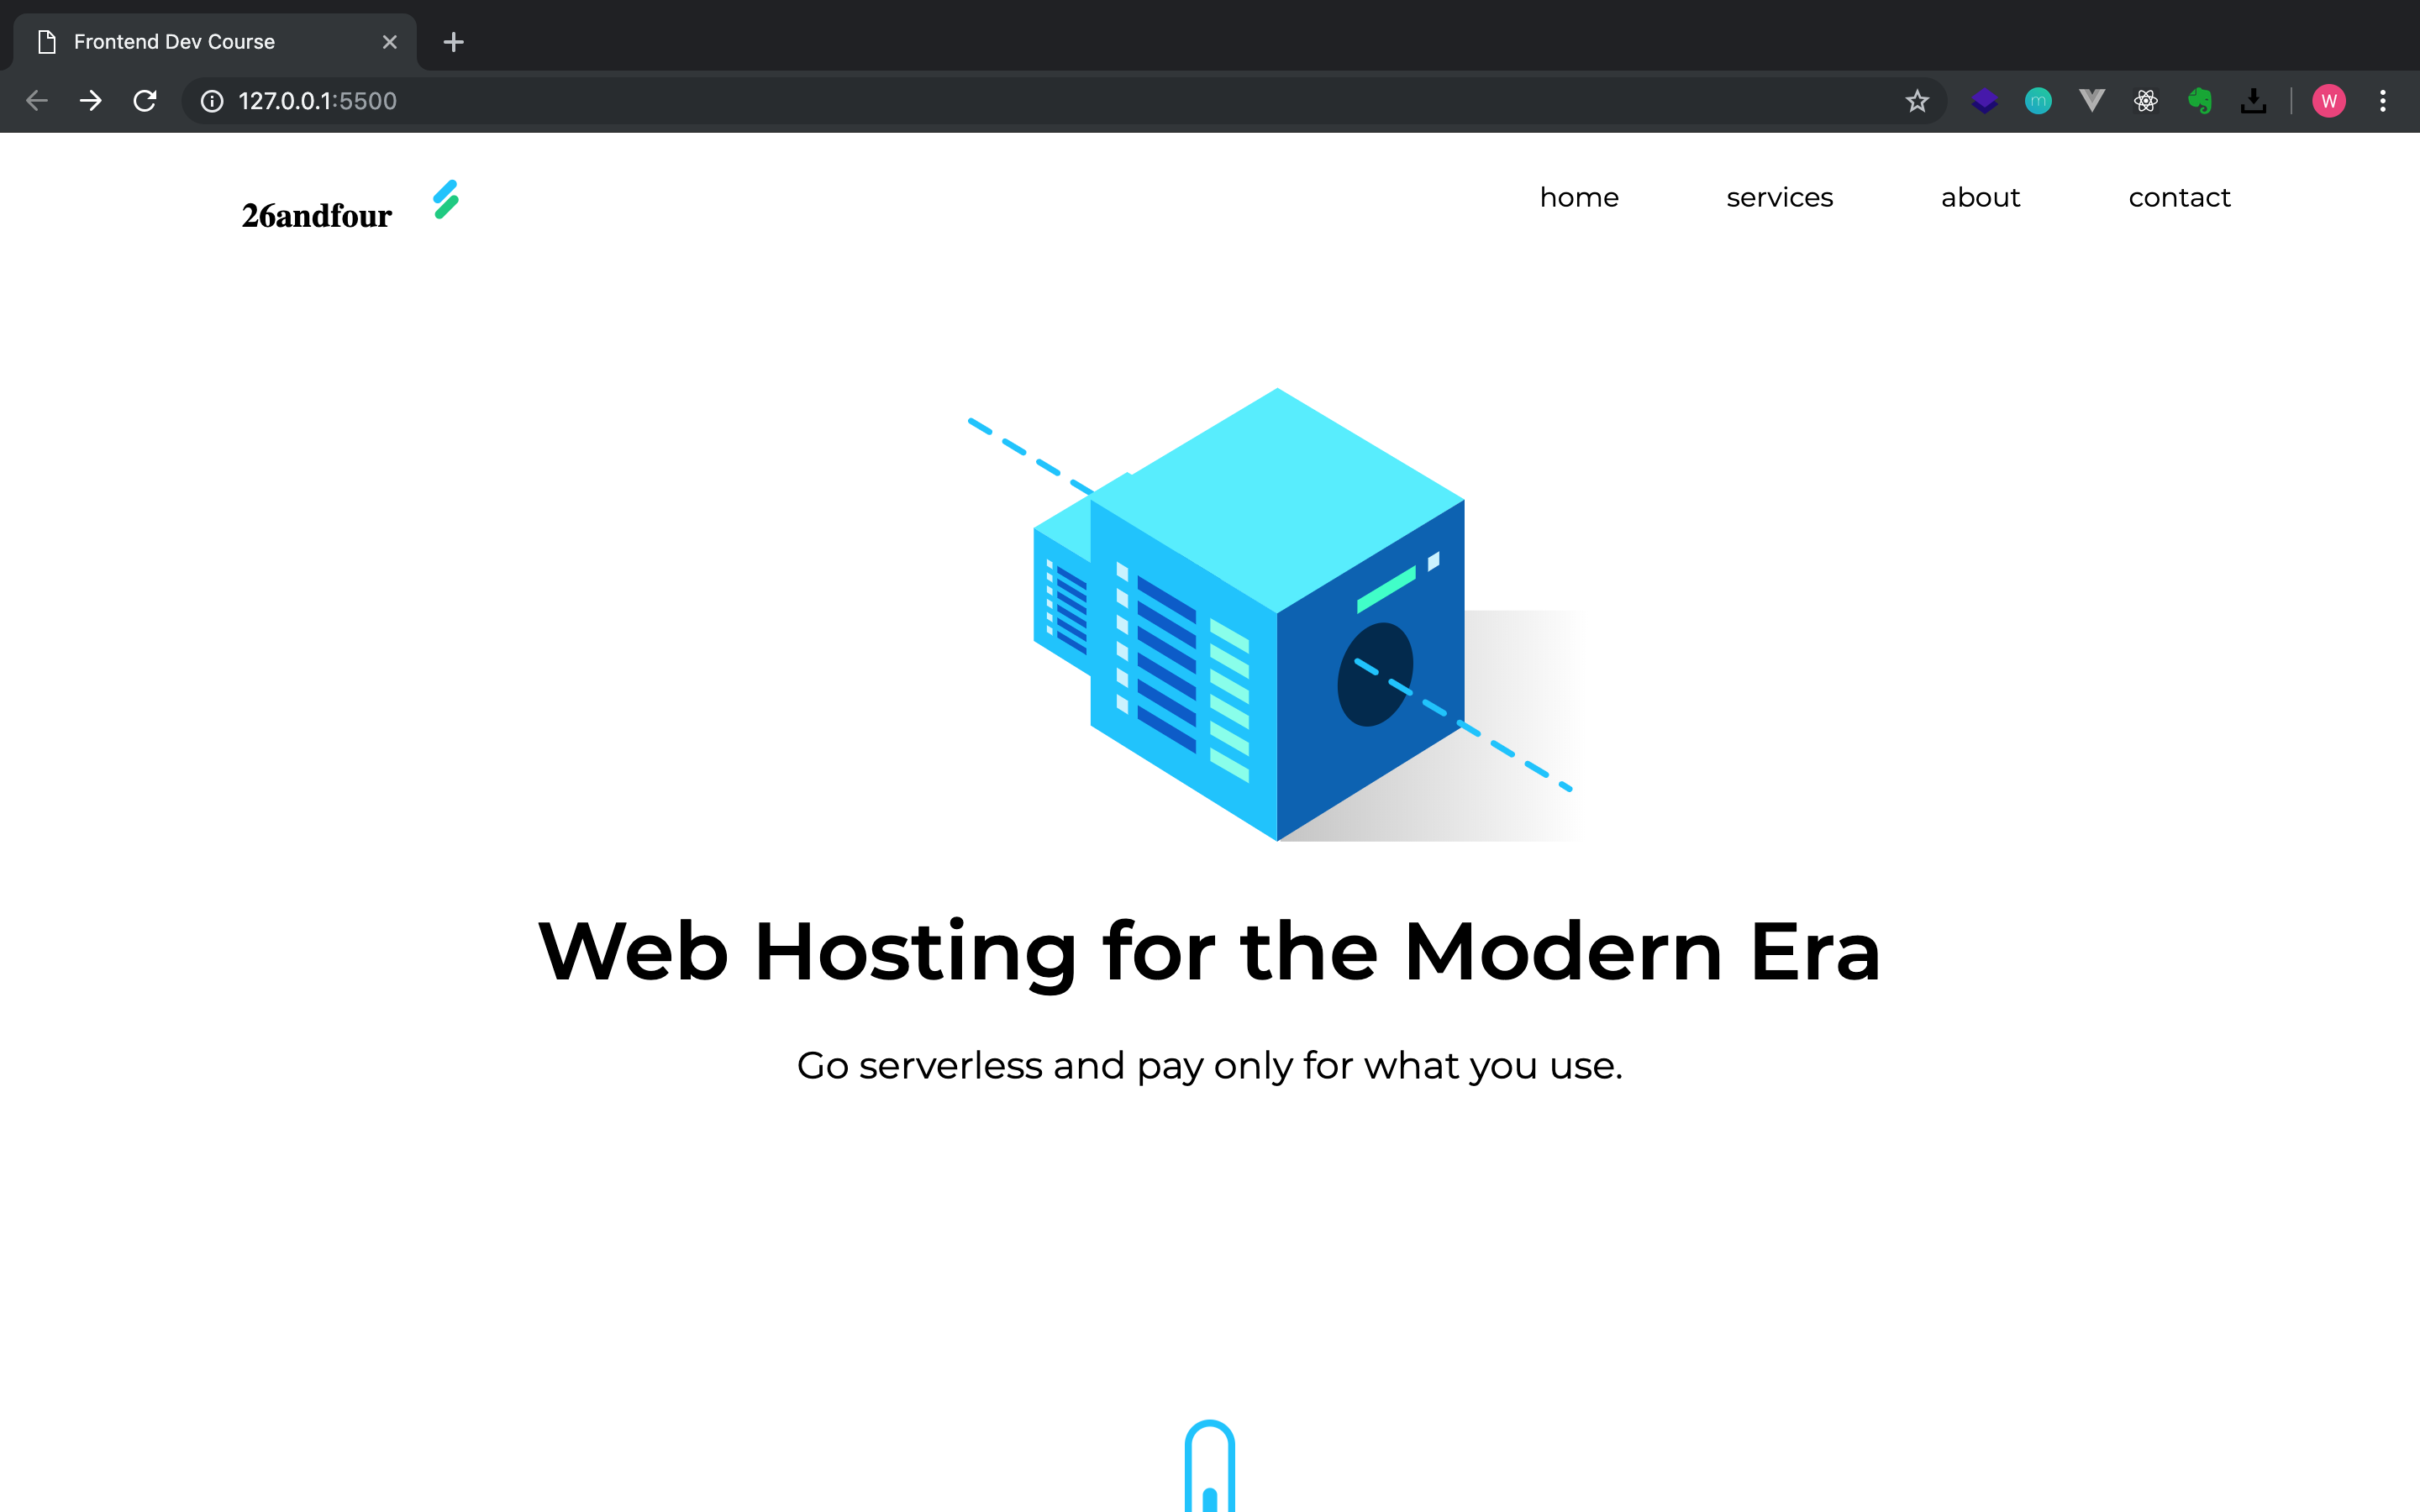 Frontend Dev Course
127.0.0.1:5500
m
W
26andfour
home services about contact
Web Hosting for the Modern Era
Go serverless and pay only for what you use.